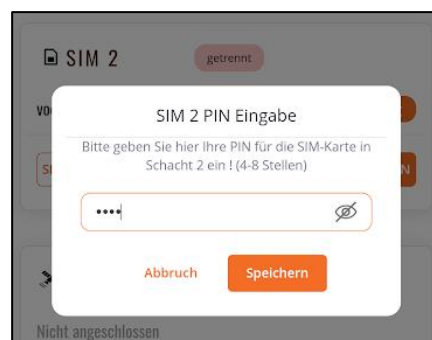 SIM 2
getrennt
SIM 2 PIN Eingabe
Bitte geben Sie hier Ihre PIN für die SIM-Karte in
Schacht 2 ein ! (4-8 Stellen)
••••
Abbruch
Speichern
Nicht angeschlossen